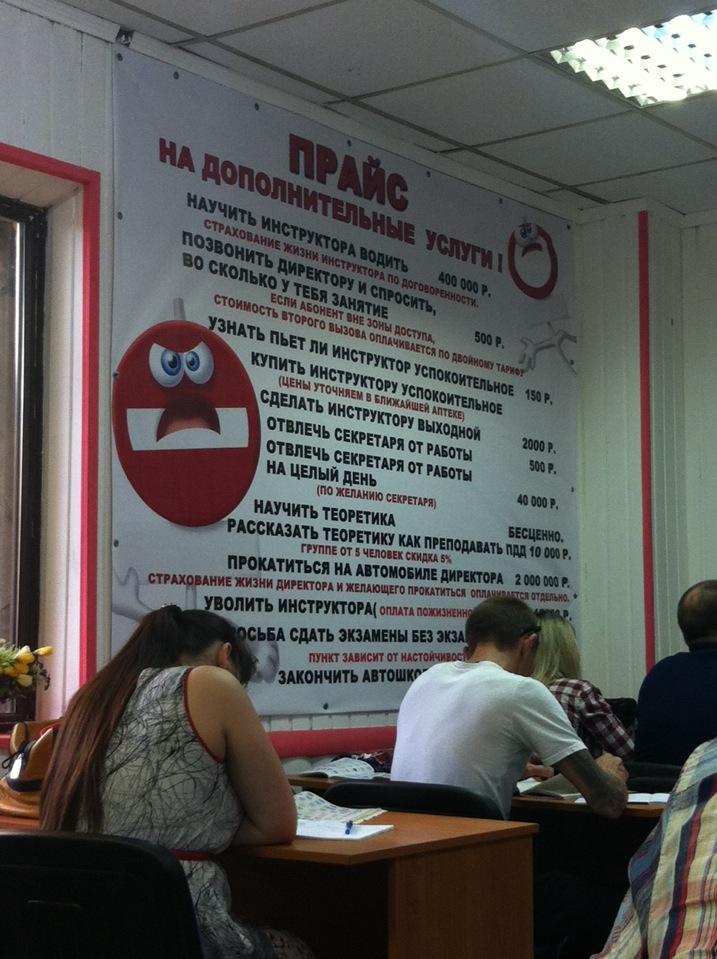 ПРАЙС
НА ДОПОЛНИТЕЛЬНЫЕ УСЛУГИ !
НАУЧИТЬ ИНСТРУКТОРА ВОДИТЬ 400 000 Р.
СТРАХОВАНИЕ ЖИЗНИ ИНСТРУКТОРА ПО ДОГОВОРЕННОСТИ.
ПОЗВОНИТЬ ДИРЕКТОРУ И СПРОСИТЬ,
ВО СКОЛЬКО У ТЕБЯ ЗАНЯТИЕ 500 Р.
ЕСЛИ АБОНЕНТ ВНЕ ЗОНЫ ДОСТУПА,
СТОИМОСТЬ ВТОРОГО ВЫЗОВА ОПЛАЧИВАЕТСЯ ПО ДВОЙНОМУ ТАРИФУ
УЗНАТЬ ПЬЕТ ЛИ ИНСТРУКТОР УСПОКОИТЕЛЬНОЕ 150 Р.
КУПИТЬ ИНСТРУКТОРУ УСПОКОИТЕЛЬНОЕ
(ЦЕНЫ УТОЧНЯЕМ В БЛИЖАЙШЕЙ АПТЕКЕ)
СДЕЛАТЬ ИНСТРУКТОРУ ВЫХОДНОЙ 2000 Р.
ОТВЛЕЧЬ СЕКРЕТАРЯ ОТ РАБОТЫ 500 Р.
ОТВЛЕЧЬ СЕКРЕТАРЯ ОТ РАБОТЫ
НА ЦЕЛЫЙ ДЕНЬ 40 000 Р.
(ПО ЖЕЛАНИЮ СЕКРЕТАРЯ)
НАУЧИТЬ ТЕОРЕТИКА БЕСЦЕННО.
РАССКАЗАТЬ ТЕОРЕТИКУ КАК ПРЕПОДАВАТЬ ПДД 10 000 Р.
ГРУППЕ ОТ 5 ЧЕЛОВЕК СКИДКА 5%
ПРОКАТИТЬСЯ НА АВТОМОБИЛЕ ДИРЕКТОРА 2 000 000 Р.
СТРАХОВАНИЕ ЖИЗНИ ДИРЕКТОРА И ЖЕЛАЮЩЕГО ПРОКАТИТЬСЯ ОПЛАЧИВАЕТСЯ ОТДЕЛЬНО.
УВОЛИТЬ ИНСТРУКТОРА( ОПЛАТА ПОЖИЗНЕННО
СДАТЬ ЭКЗАМЕНЫ БЕЗ
ПУНКТ ЗАВИСИТ ОТ
ЗАКОНЧИТЬ